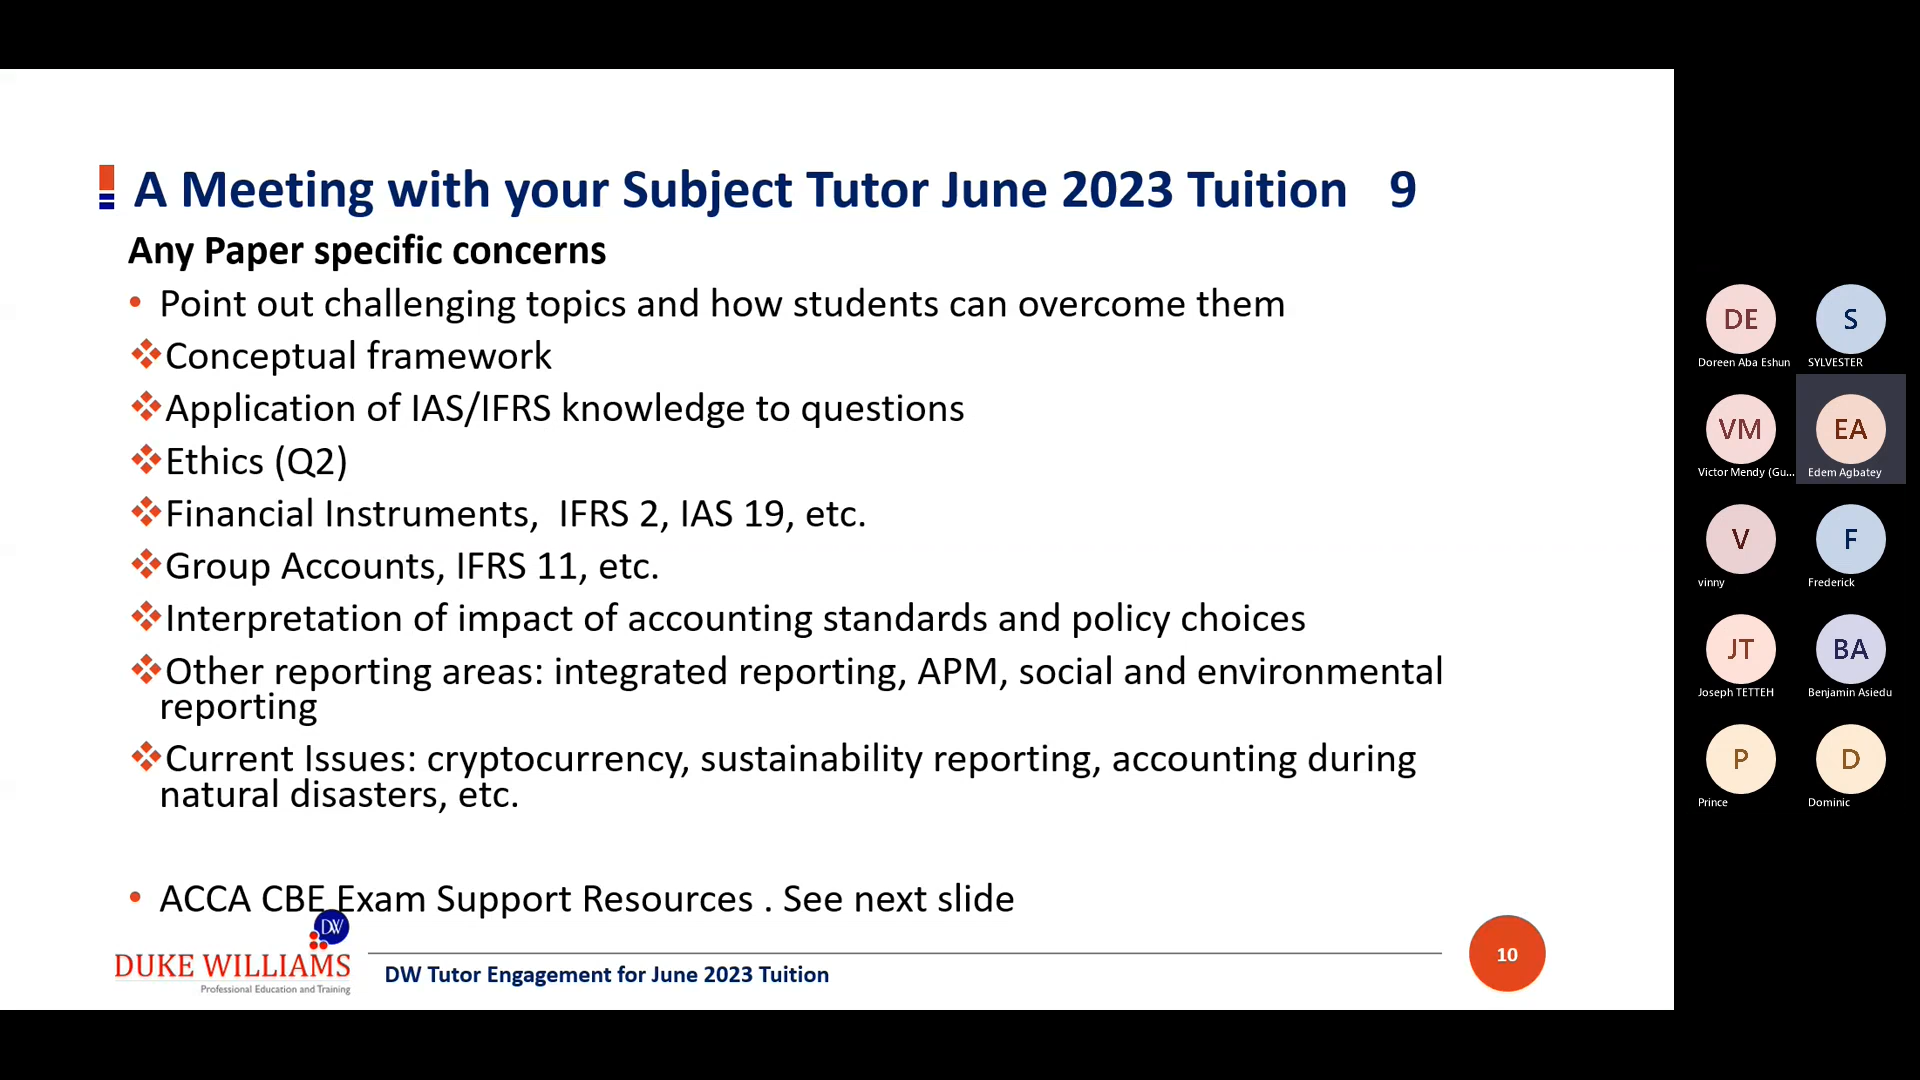 A Meeting with your Subject Tutor June 2023 Tuition 9
Any Paper specific concerns
• Point out challenging topics and how students can overcome them
❖Conceptual framework
❖Application of IAS/IFRS knowledge to questions
❖Ethics (Q2)
❖Financial Instruments, IFRS 2, IAS 19, etc.
❖Group Accounts, IFRS 11, etc.
❖Interpretation of impact of accounting standards and policy choices
❖Other reporting areas: integrated reporting, APM, social and environmental
reporting
❖Current Issues: cryptocurrency, sustainability reporting, accounting during
natural disasters, etc.
• ACCA CBE Exam Support Resources . See next slide
DW
DUKE WILLIAMS
Professional Education and Training
DW Tutor Engagement for June 2023 Tuition
10
DE
Doreen Aba Eshun
S
SYLVESTER
VM
Victor Mendy (Gu...
EA
Edem Agbatey
V
vinny
F
Frederick
JT
Joseph TETTEH
BA
Benjamin Asiedu
P
Prince
D
Dominic